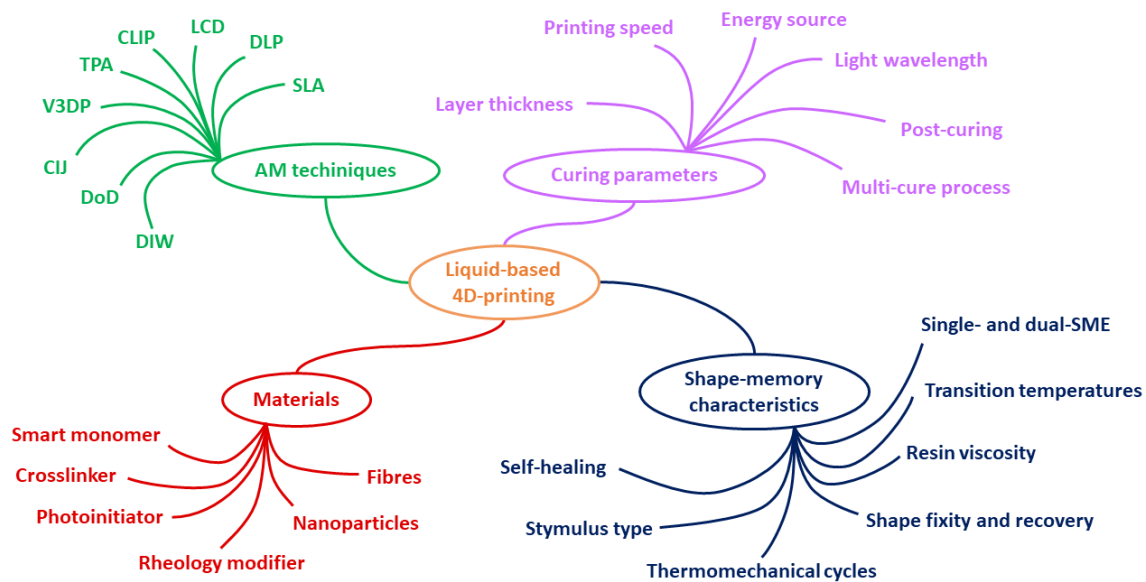 LCD
CLIP
DLP
TPA
SLA
V3DP
CIJ
DoD
DIW
AM techiniques
Printing speed
Energy source
Light wavelength
Layer thickness
Post-curing
Multi-cure process
Curing parameters
Liquid-based
4D-printing
Materials
Smart monomer
Crosslinker
Photoinitiator
Rheology modifier
Nanoparticles
Fibres
Shape-memory
characteristics
Single- and dual-SME
Transition temperatures
Resin viscosity
Shape fixity and recovery
Thermomechanical cycles
Stimulus type
Self-healing